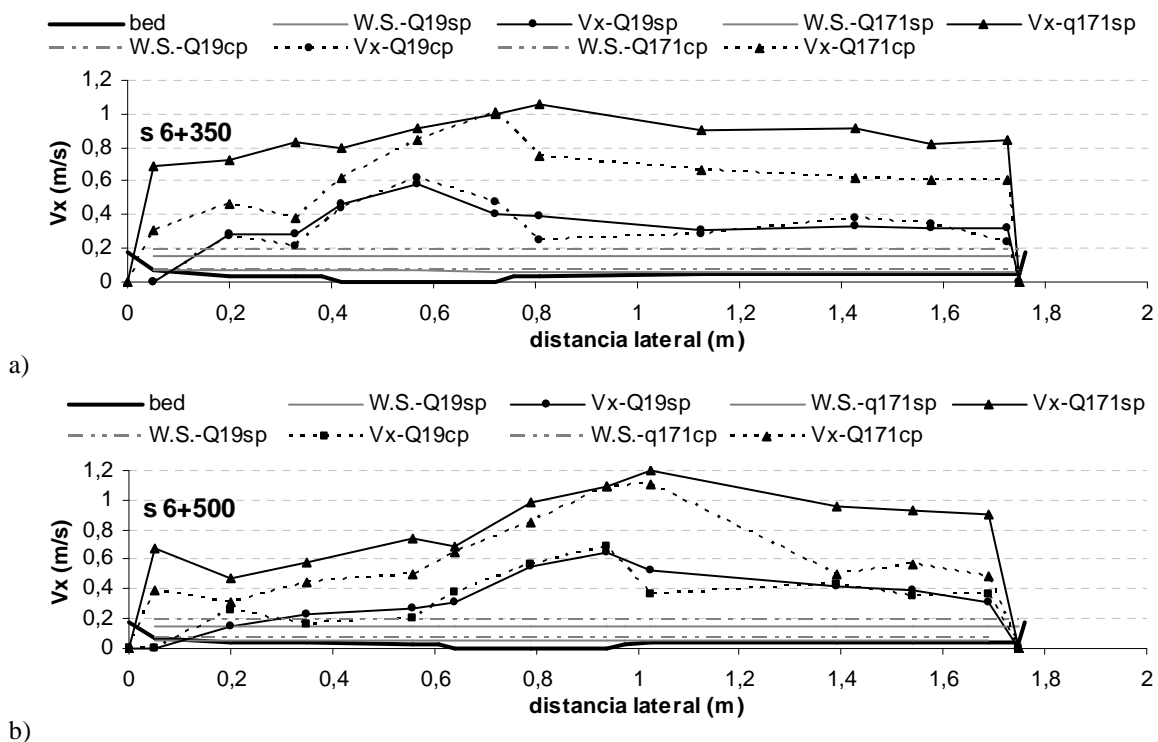 bed W.S.-Q19sp Vx-Q19sp W.S.-Q171sp Vx-q171sp
W.S.-Q19cp Vx-Q19cp W.S.-Q171cp Vx-Q171cp
1,2
1
0,8
0,6
0,4
0,2
0
Vx (m/s)
s 6+350
0 0,2 0,4 0,6 0,8 1 1,2 1,4 1,6 1,8 2
distancia lateral (m)
a)
bed W.S.-Q19sp Vx-Q19sp W.S.-q171sp Vx-Q171sp
W.S.-Q19sp Vx-Q19cp W.S.-q171cp Vx-Q171cp
1,2
1
0,8
0,6
0,4
0,2
0
Vx (m/s)
s 6+500
0 0,2 0,4 0,6 0,8 1 1,2 1,4 1,6 1,8 2
distancia lateral (m)
b)